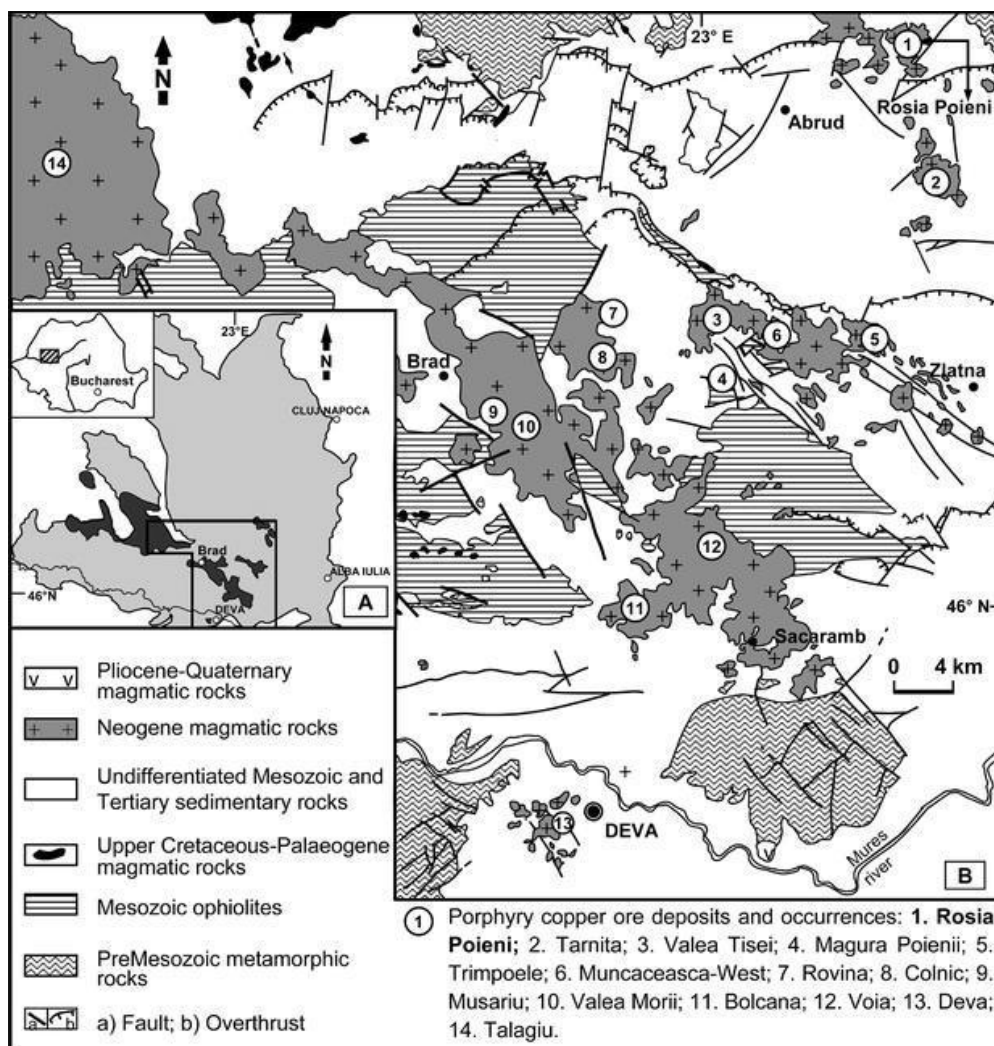 23° E
N
1
Rosia Poieni
Abrud
14
2
7
3
6
5
8
Brad
4
Zlatna
9
10
12
11
46° N
Sacaramb
0 4 km
13
DEVA
v
Mures
river
B
23°E
N
Bucharest
CLUJ-NAPOCA
Brad
ALBA IULIA
46°N
DEVA
A
v v
Pliocene-Quaternary
magmatic rocks
+ +
Neogene magmatic rocks
Undifferentiated Mesozoic and
Tertiary sedimentary rocks
Upper Cretaceous-Palaeogene
magmatic rocks
Mesozoic ophiolites
PreMesozoic metamorphic
rocks
a b
a) Fault; b) Overthrust
1 Porphyry copper ore deposits and occurrences: 1. Rosia
Poieni; 2. Tarnita; 3. Valea Tisei; 4. Magura Poienii; 5.
Trimpoele; 6. Muncaceasca-West; 7. Rovina; 8. Colnic; 9.
Musariu; 10. Valea Morii; 11. Bolcana; 12. Voia; 13. Deva;
14. Talagiu.